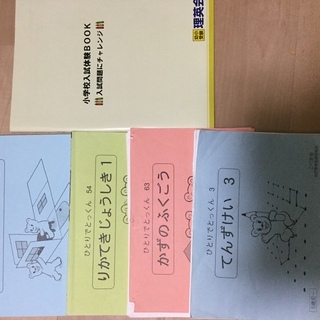 小学校入試体験BOOK
入試問題にチャレンジ
理英会
ひとりでとっくん 54
りかてきじょうしき 1
ひとりでとっくん 63
かずのふくごう
ひとりでとっくん 3
てんずけい 3